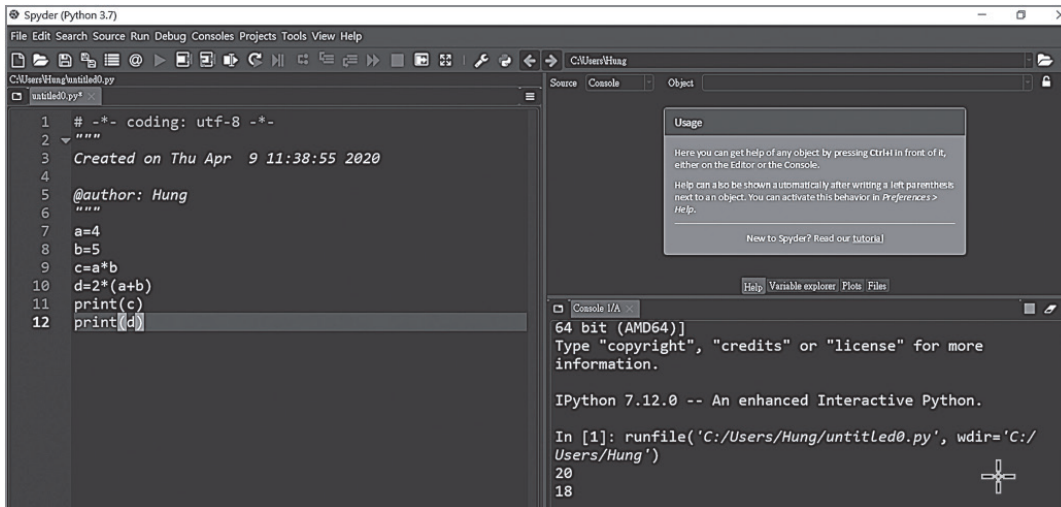 Spyder (Python 3.7)
File Edit Search Source Run Debug Consoles Projects Tools View Help
C:\Users\Hung
C:\Users\Hung\untitled0.py
untitled0.py*
1 # -*- coding: utf-8 -*-
2 """
3 Created on Thu Apr  9 11:38:55 2020
4
5 @author: Hung
6 """
7 a=4
8 b=5
9 c=a*b
10 d=2*(a+b)
11 print(c)
12 print(d)
Source Console Object
Usage
Here you can get help of any object by pressing Ctrl+I in front of it,
either on the Editor or the Console.
Help can also be shown automatically after writing a left parenthesis
next to an object. You can activate this behavior in Preferences >
Help.
New to Spyder? Read our tutorial
Help Variable explorer Plots Files
Console 1/A
64 bit (AMD64)]
Type "copyright", "credits" or "license" for more
information.
IPython 7.12.0 -- An enhanced Interactive Python.
In [1]: runfile('C:/Users/Hung/untitled0.py', wdir='C:/
Users/Hung')
20
18